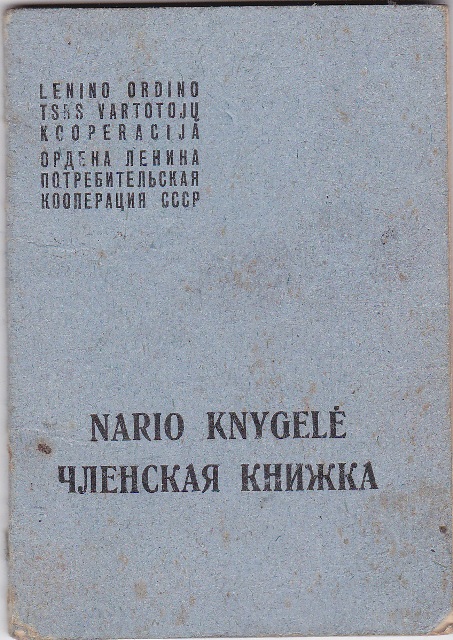 LENINO ORDINO
TSRS VARTOTOJŲ
KOOPERACIJA
ОРДЕНА ЛЕНИНА
ПОТРЕБИТЕЛЬСКАЯ
КООПЕРАЦИЯ СССР
NARIO KNYGELĖ
ЧЛЕНСКАЯ КНИЖКА